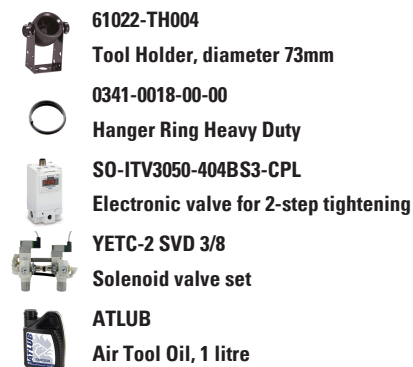 61022-TH004
Tool Holder, diameter 73mm
0341-0018-00-00
Hanger Ring Heavy Duty
SO-ITV3050-404BS3-CPL
Electronic valve for 2-step tightening
YETC-2 SVD 3/8
Solenoid valve set
ATLUB
Air Tool Oil, 1 litre
ATLUB